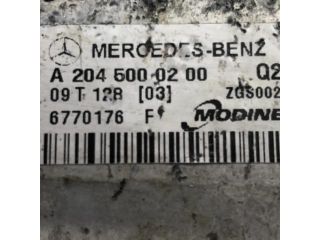 MERCEDES-BENZ
A 204 500 02 00 Q2
09 T 128 [03] ZGS002
6770176 F MODINE